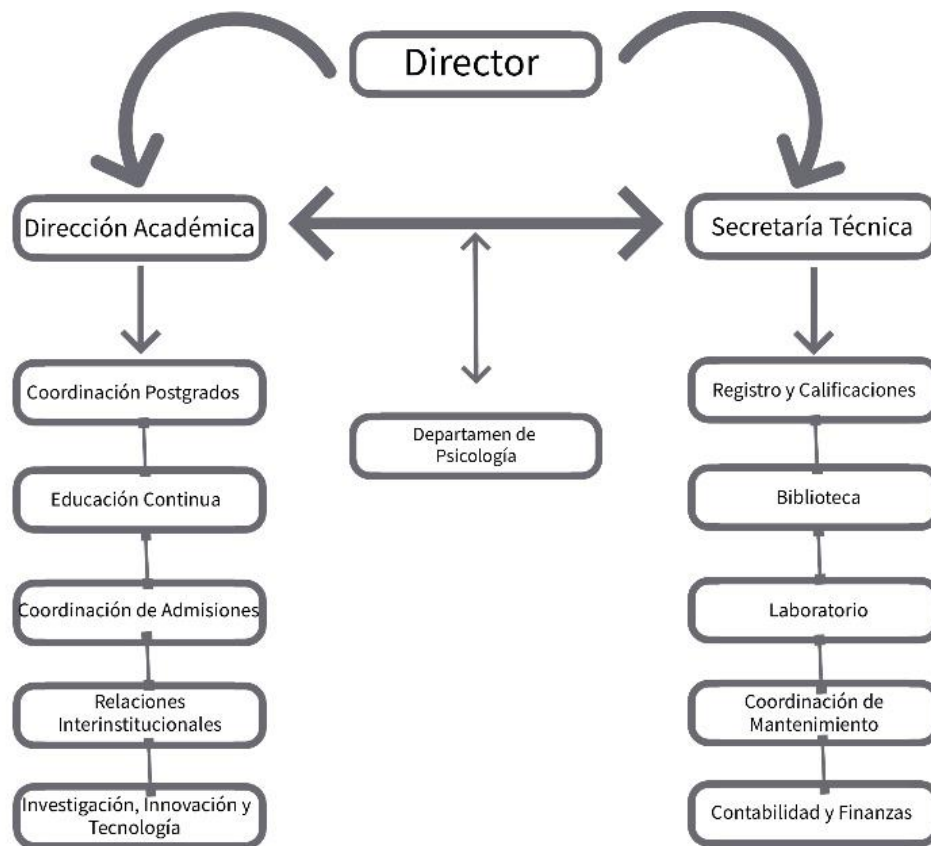 Director
Dirección Académica
Secretaría Técnica
Coordinación Postgrados
Registro y Calificaciones
Departamen de
Psicología
Educación Continua
Biblioteca
Coordinación de Admisiones
Laboratorio
Relaciones
Interinstitucionales
Coordinación de
Mantenimiento
Investigación, Innovación y
Tecnología
Contabilidad y Finanzas